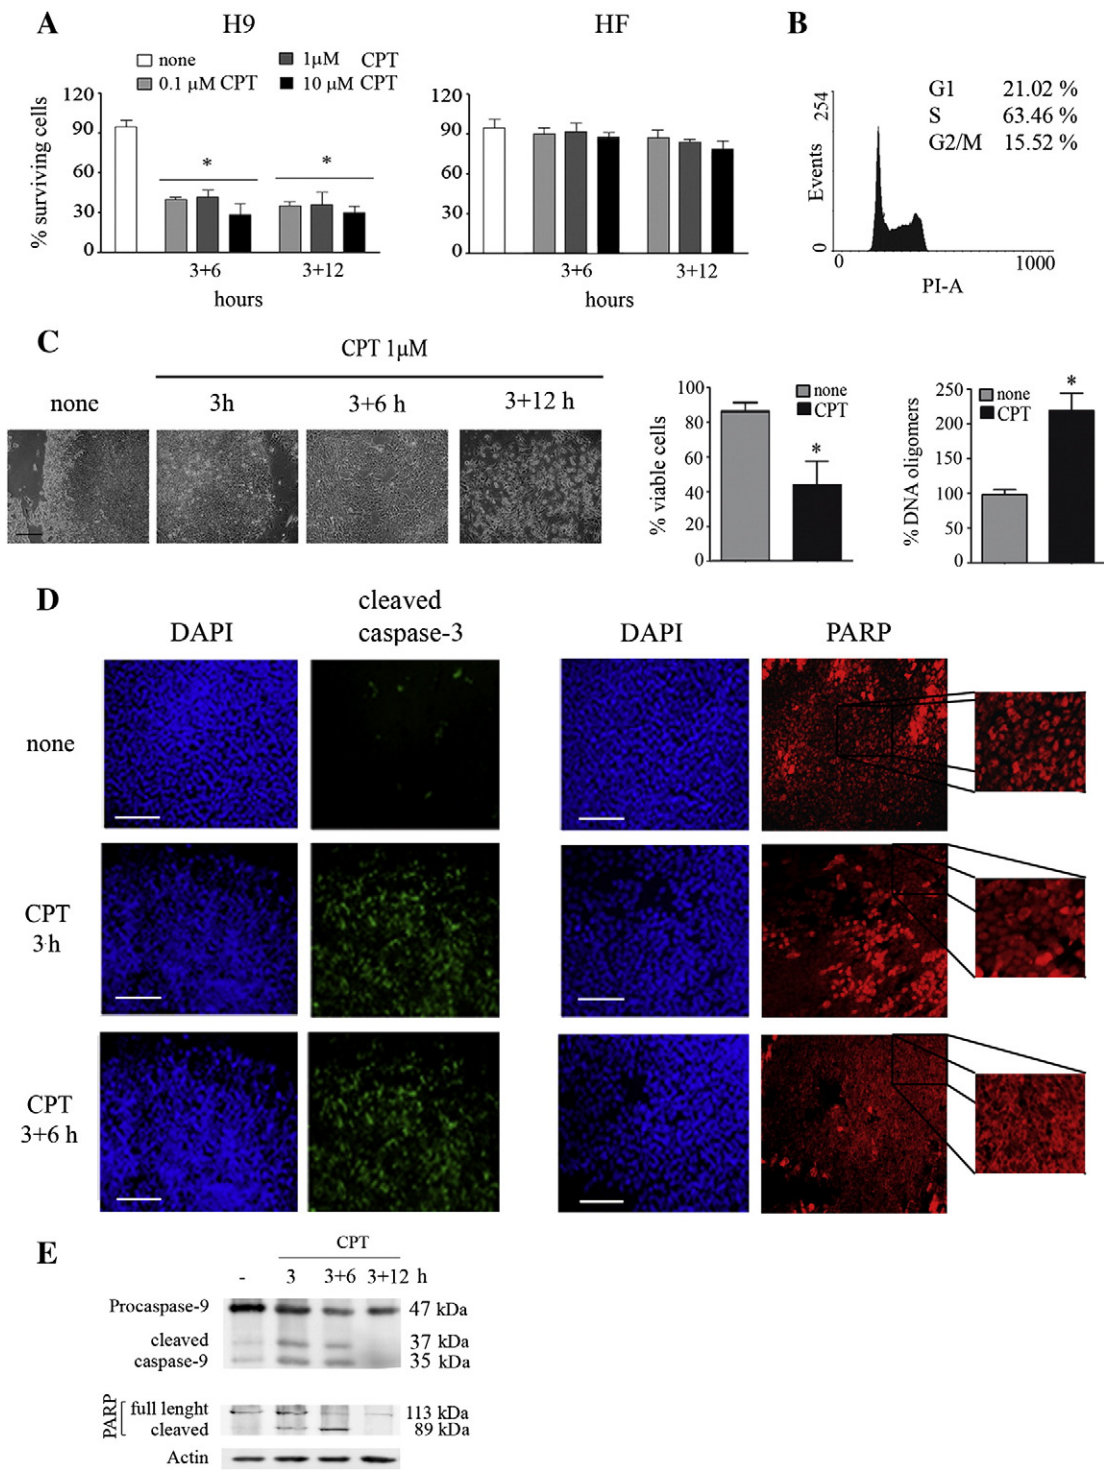 A
H9
HF
B
none
1μM CPT
0.1 μM CPT
10 μM CPT
% surviving cells
120
90
60
30
0
*
*
3+6
3+12
hours
120
90
60
30
0
3+6
3+12
hours
G1 21.02 %
S 63.46 %
G2/M 15.52 %
Events
254
0
0
1000
PI-A
C
CPT 1μM
none
3h
3+6 h
3+12 h
% viable cells
100
80
60
40
20
0
none
CPT
*
% DNA oligomers
250
200
150
100
50
0
none
CPT
*
D
DAPI
cleaved
caspase-3
DAPI
PARP
none
CPT
3 h
CPT
3+6 h
E
CPT
- 3 3+6 3+12 h
Procaspase-9 47 kDa
cleaved 37 kDa
caspase-9 35 kDa
PARP
full lenght 113 kDa
cleaved 89 kDa
Actin